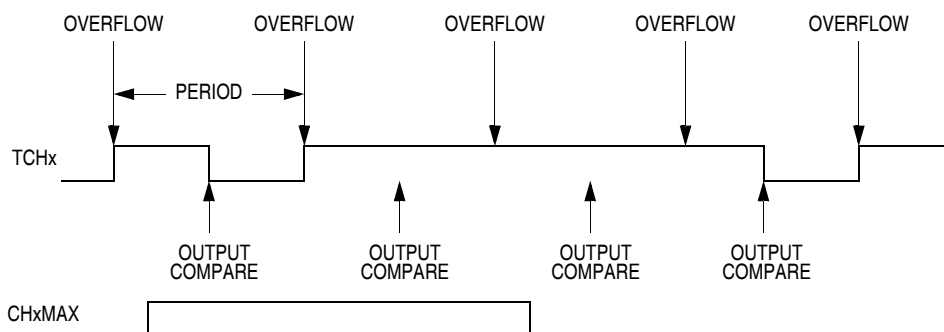 OVERFLOW OVERFLOW OVERFLOW OVERFLOW OVERFLOW
PERIOD
TCHx
OUTPUT COMPARE
OUTPUT COMPARE
OUTPUT COMPARE
OUTPUT COMPARE
CHxMAX